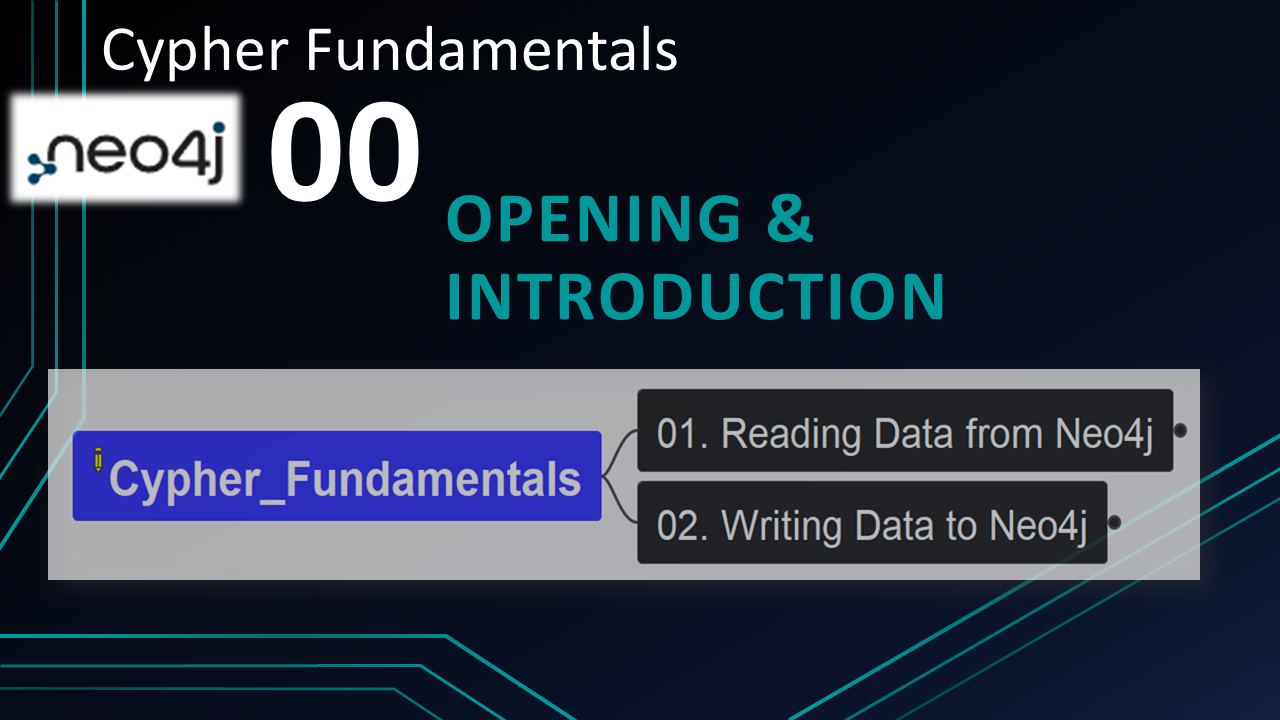 Cypher Fundamentals
neo4j
00
OPENING &
INTRODUCTION
Cypher_Fundamentals
01. Reading Data from Neo4j
02. Writing Data to Neo4j